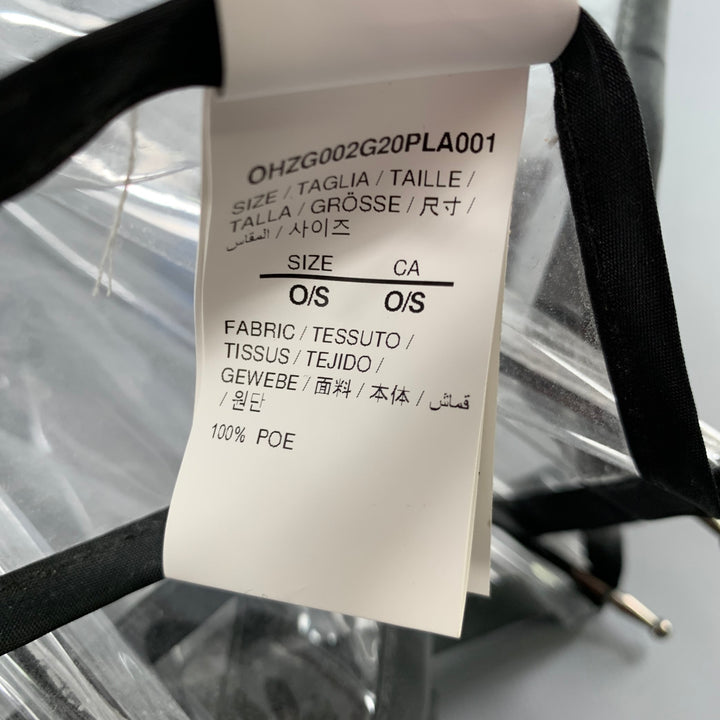 OHZG002G20PLA001
SIZE / TAGLIA / TAILLE /
TALLA / GRÖSSE / 尺寸 /
المقاس / 사이즈
SIZE CA
O/S O/S
FABRIC / TESSUTO /
TISSUS / TEJIDO /
GEWEBE / 面料 / 本体 / قماش
/ 원단
100% POE